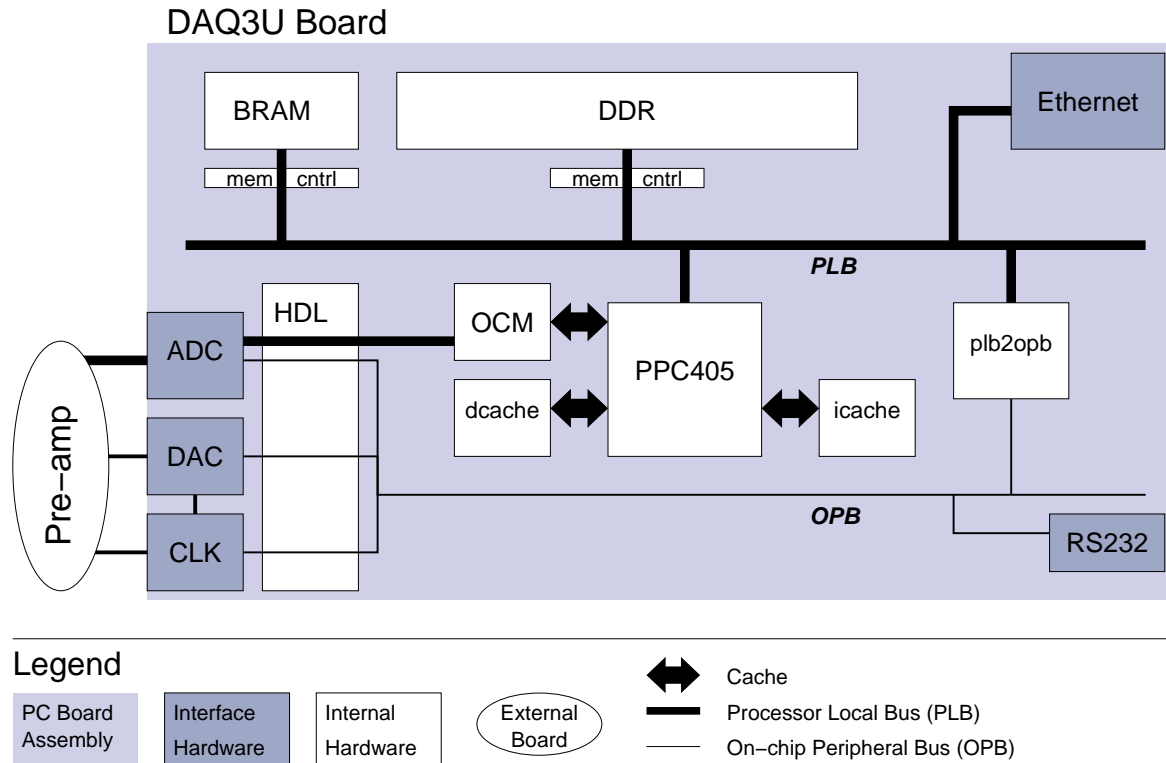 DAQ3U Board
BRAM
DDR
Ethernet
mem cntrl
mem cntrl
PLB
HDL
OCM
ADC
PPC405
plb2opb
dcache
icache
Pre−amp
DAC
CLK
OPB
RS232
Legend
PC Board
Assembly
Interface
Hardware
Internal
Hardware
External
Board
Cache
Processor Local Bus (PLB)
On−chip Peripheral Bus (OPB)